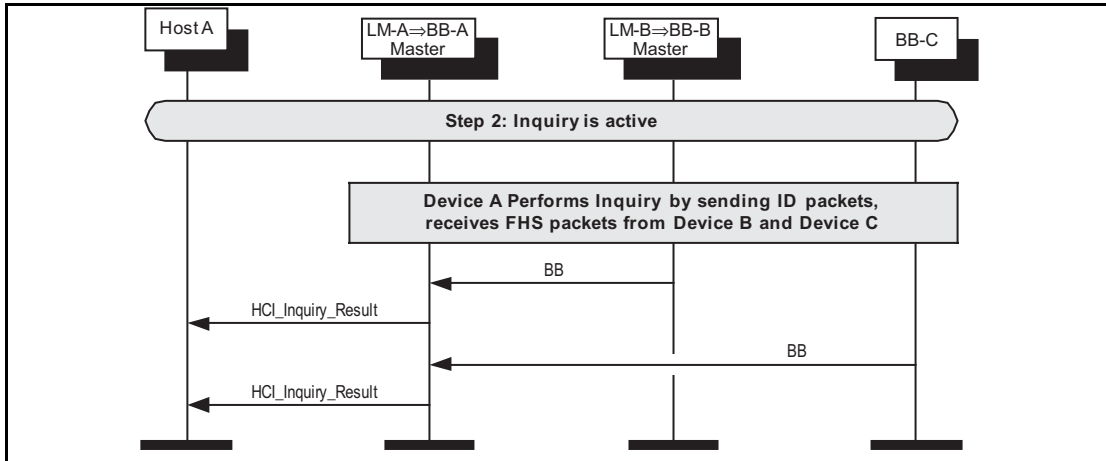 Host A
LM-A⇒BB-A
Master
LM-B⇒BB-B
Master
BB-C
Step 2: Inquiry is active
Device A Performs Inquiry by sending ID packets,
receives FHS packets from Device B and Device C
BB
HCI_Inquiry_Result
BB
HCI_Inquiry_Result